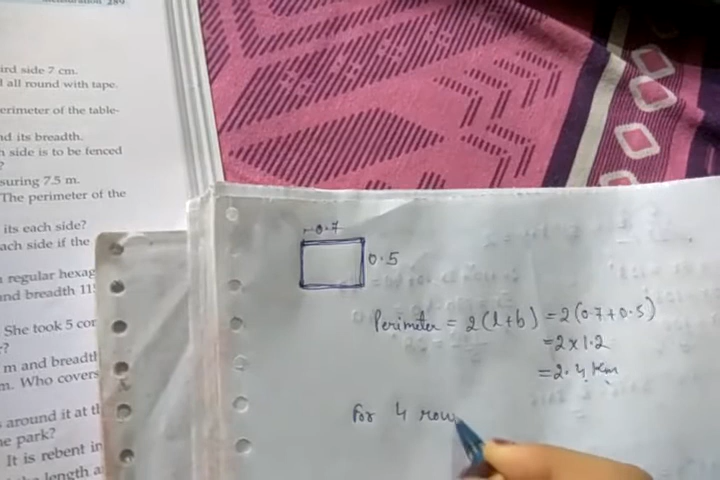 ird side 7 cm.
all round with tape.
erimeter of the table-
nd its breadth.
side is to be fenced
?
suring 7.5 m.
The perimeter of the
its each side?
ach side if the
regular hexag
and breadth 11
She took 5 cor
?
m and breadth
m. Who covers
around it at th
e park?
It is rebent in
the length a
0.7
0.5
Perimeter = 2(l+b) = 2(0.7+0.5)
= 2 x 1.2
= 2.4 Km
For 4 row